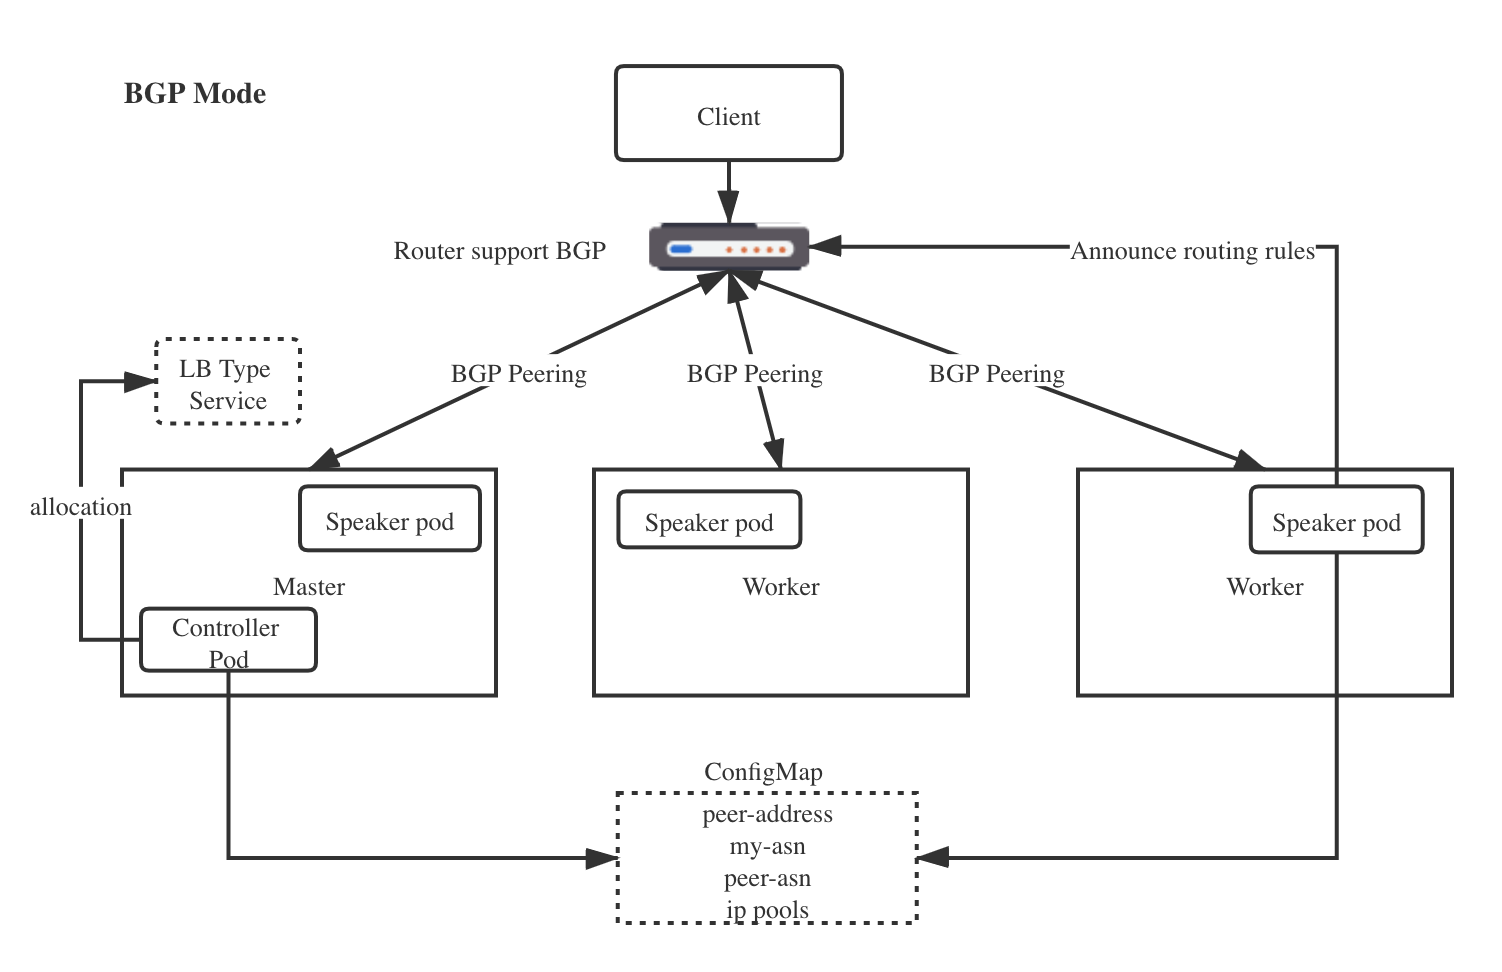 BGP Mode
Client
Router support BGP
Announce routing rules
LB Type
Service
BGP Peering
BGP Peering
BGP Peering
allocation
Speaker pod
Speaker pod
Speaker pod
Master
Worker
Worker
Controller
Pod
ConfigMap
peer-address
my-asn
peer-asn
ip pools